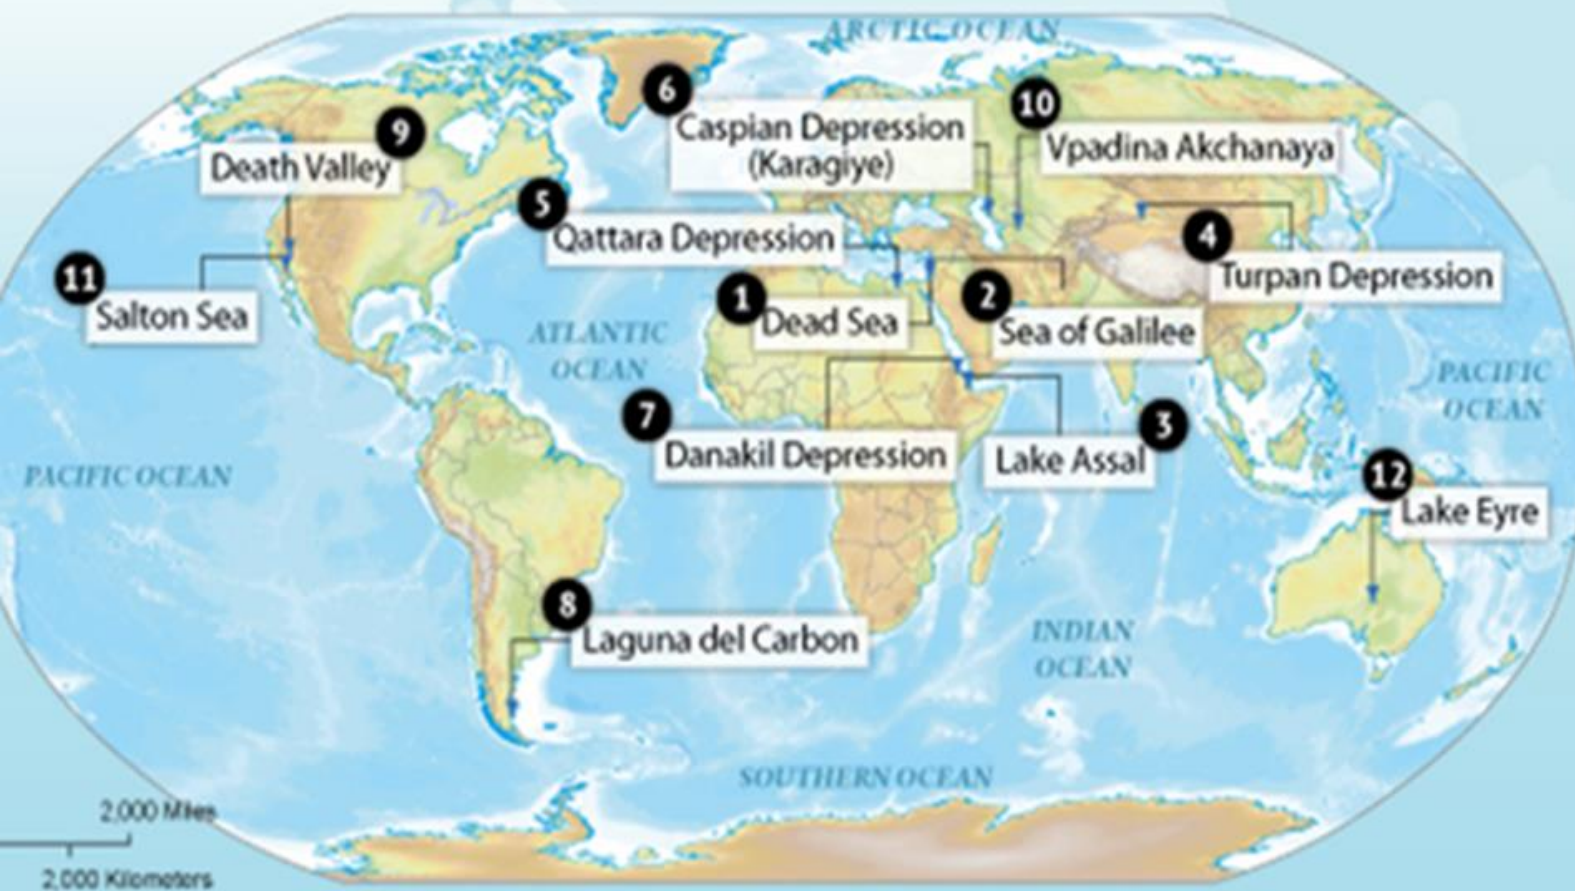 ARCTIC OCEAN
6
10
Caspian Depression
(Karagiye)
Vpadina Akchanaya
9
Death Valley
5
Qattara Depression
4
Turpan Depression
11
Salton Sea
1
Dead Sea
2
Sea of Galilee
ATLANTIC
OCEAN
PACIFIC
OCEAN
7
Danakil Depression
3
Lake Assal
PACIFIC OCEAN
12
Lake Eyre
8
Laguna del Carbon
INDIAN
OCEAN
SOUTHERN OCEAN
2,000 Miles
2,000 Kilometers